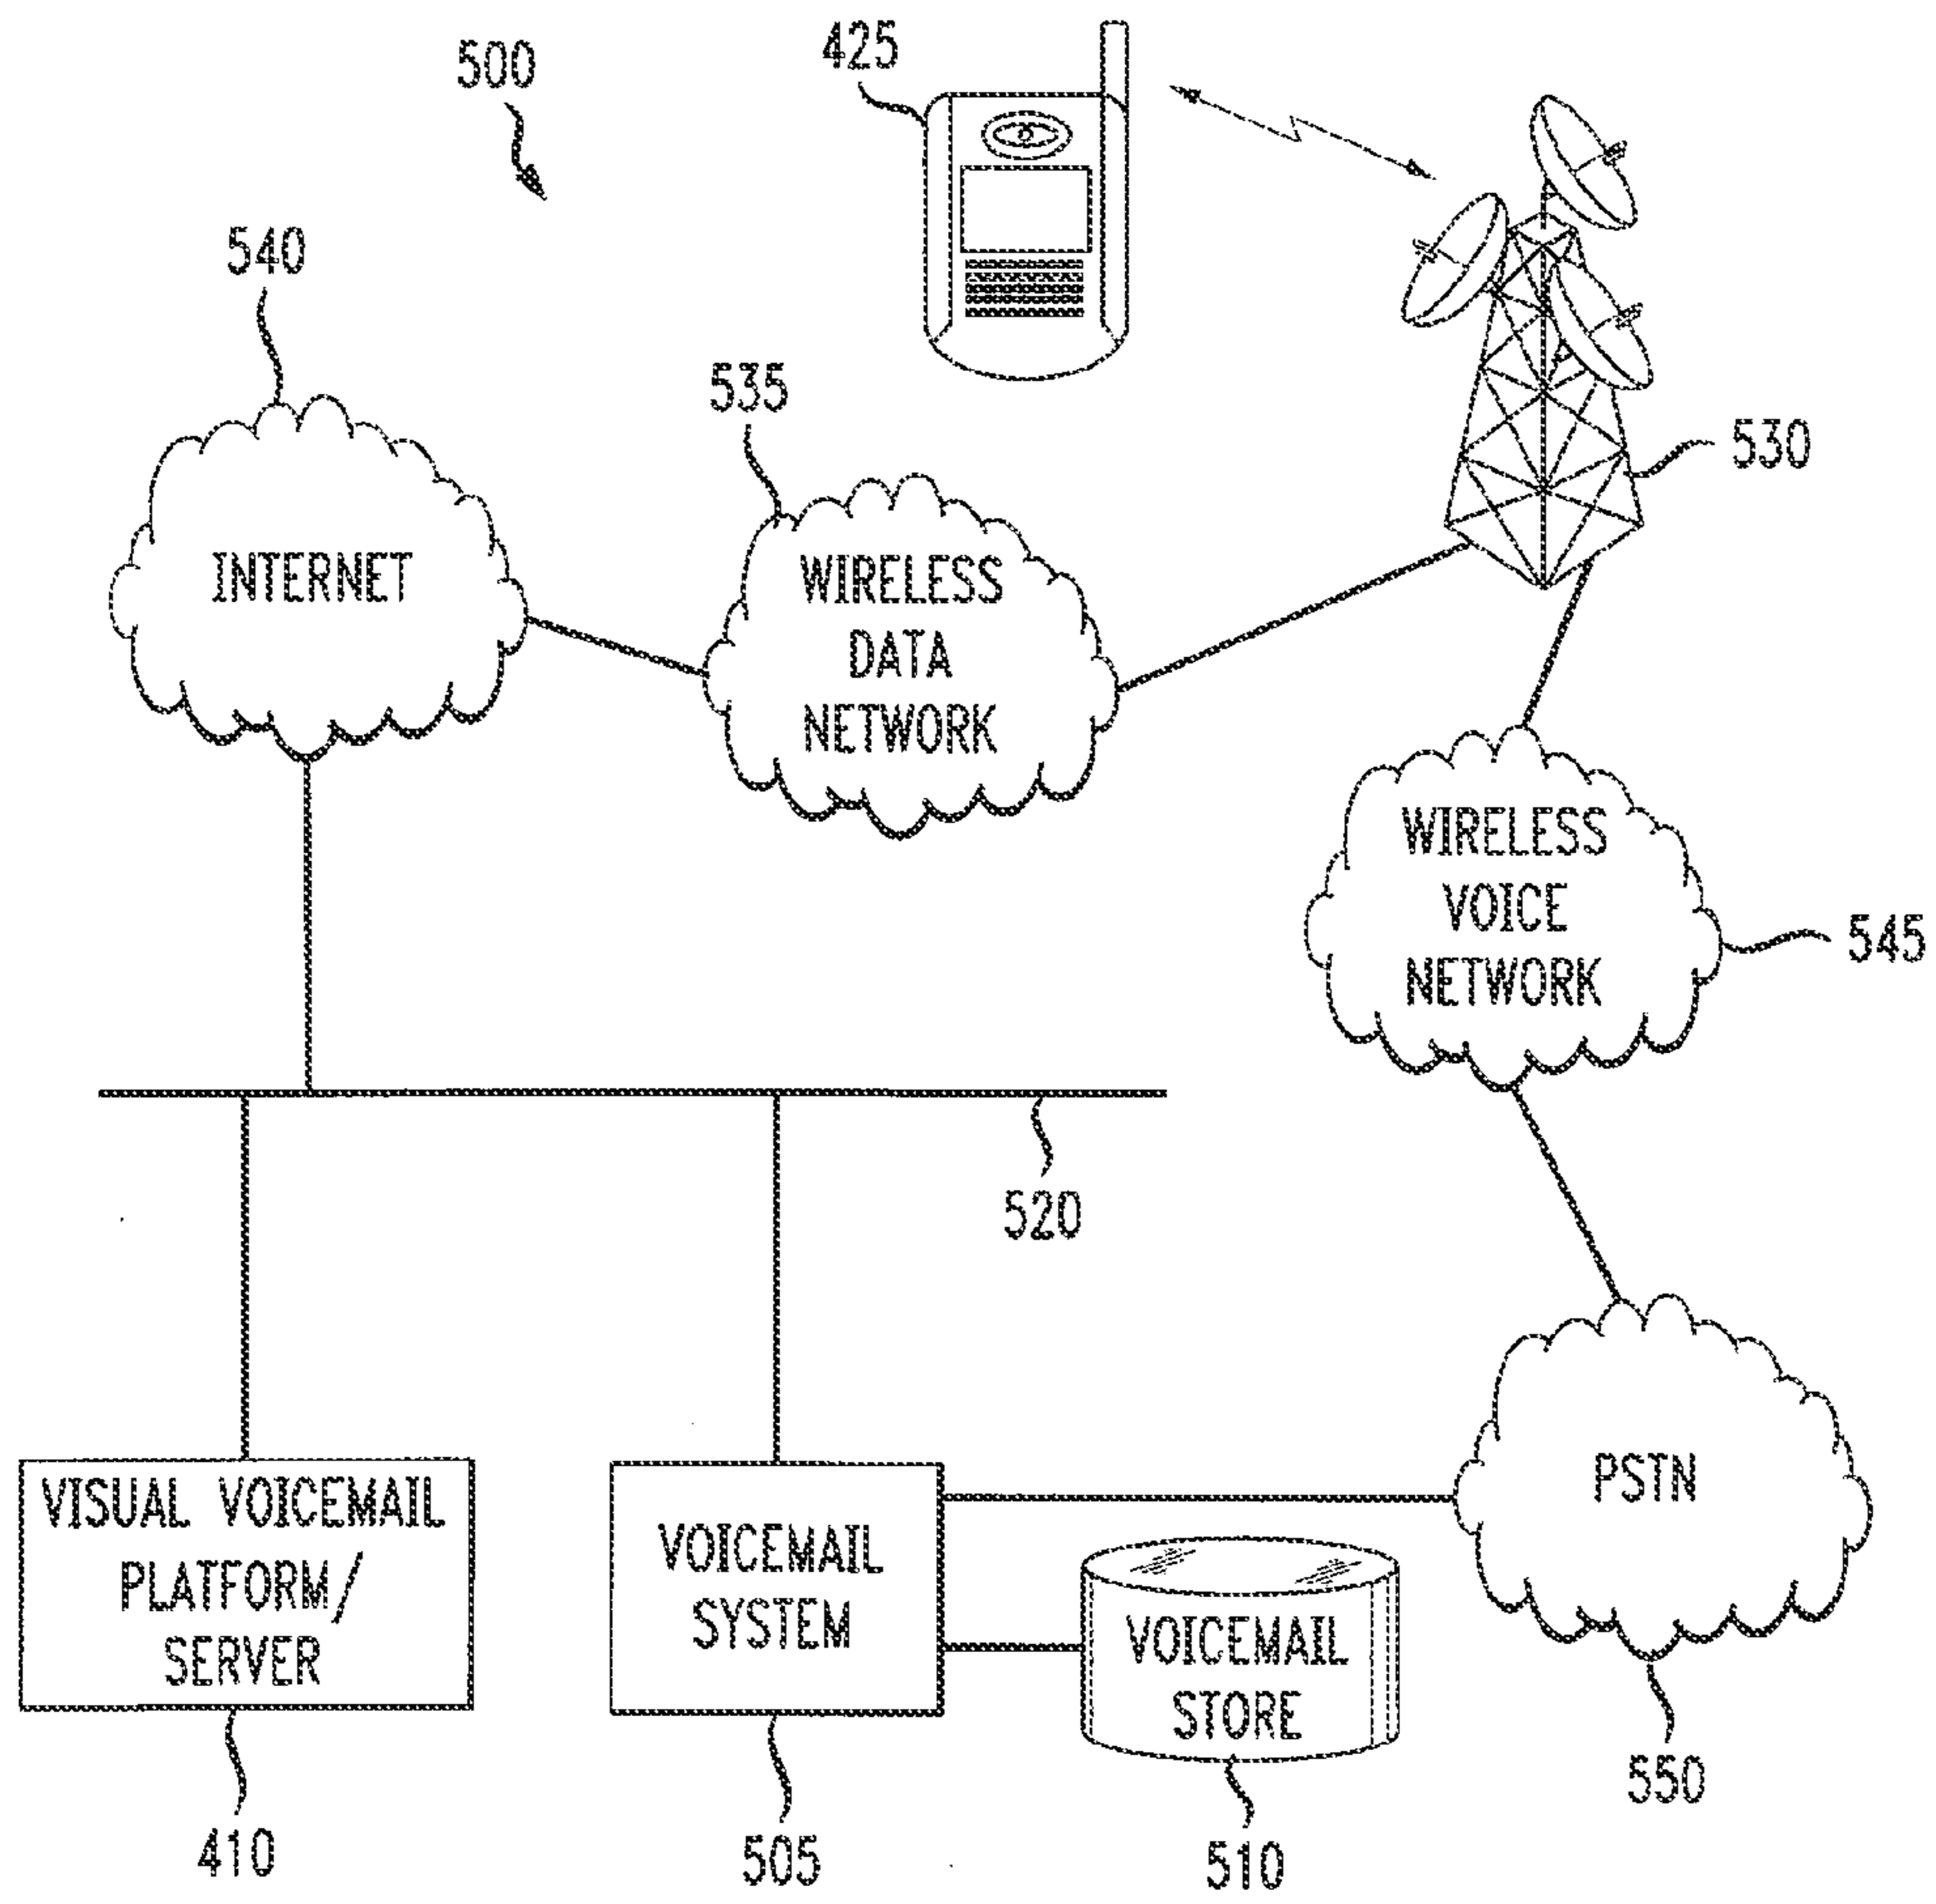 500
425
540
535
530
INTERNET
WIRELESS
DATA
NETWORK
WIRELESS
VOICE
NETWORK
545
520
VISUAL VOICEMAIL
PLATFORM/
SERVER
VOICEMAIL
SYSTEM
VOICEMAIL
STORE
PSTN
550
410
505
510